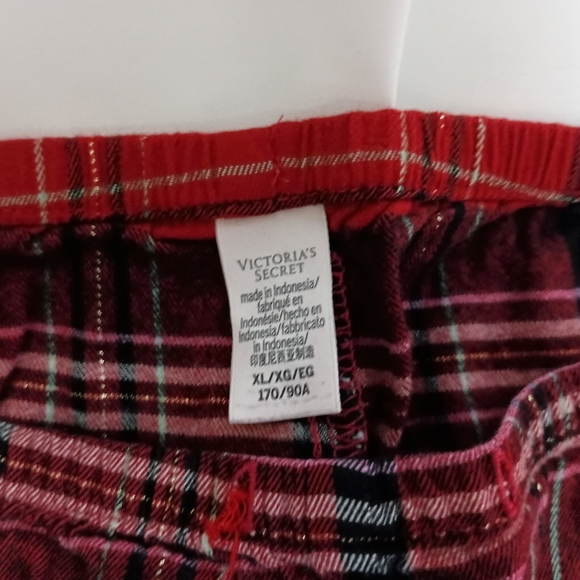 VICTORIA'S
SECRET
made in Indonesia/
fabriqué en
Indonésie/hecho en
Indonesia/fabbricato
in Indonesia/
印度尼西亚制造
XL/XG/EG
170/90A